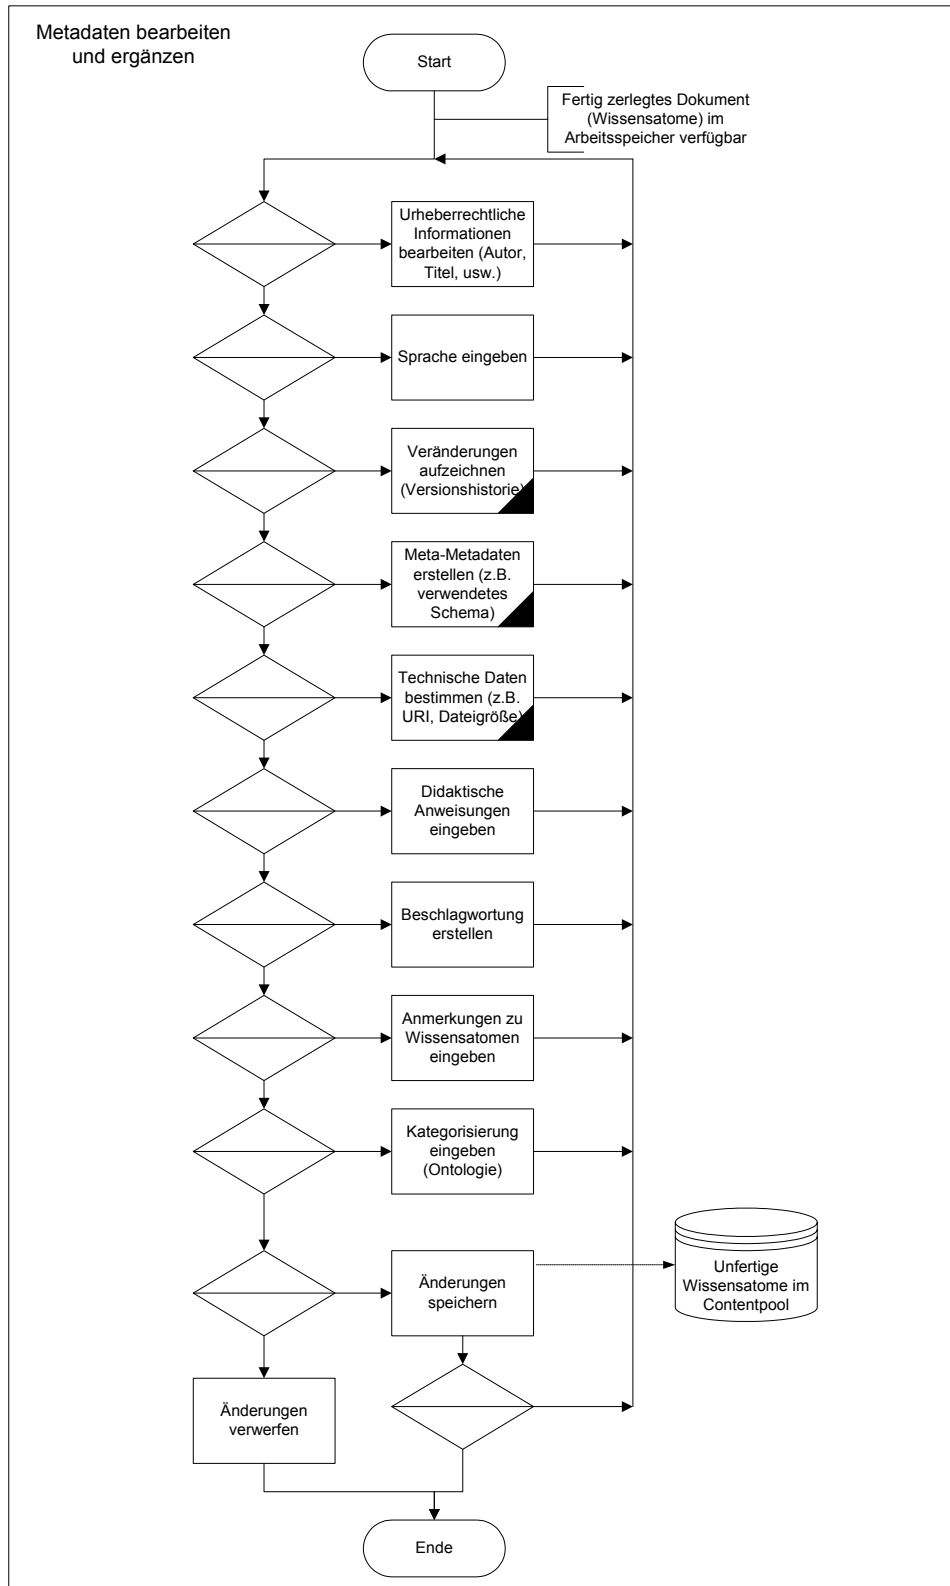 Metadaten bearbeiten
und ergänzen
Start
Fertig zerlegtes Dokument
(Wissensatome) im
Arbeitsspeicher verfügbar
Urheberrechtliche
Informationen
bearbeiten (Autor,
Titel, usw.)
Sprache eingeben
Veränderungen
aufzeichnen
(Versionshistorie)
Meta-Metadaten
erstellen (z.B.
verwendetes
Schema)
Technische Daten
bestimmen (z.B.
URI, Dateigröße)
Didaktische
Anweisungen
eingeben
Beschlagwortung
erstellen
Anmerkungen zu
Wissensatomen
eingeben
Kategorisierung
eingeben
(Ontologie)
Änderungen
speichern
Unfertige
Wissensatome im
Contentpool
Änderungen
verwerfen
Ende